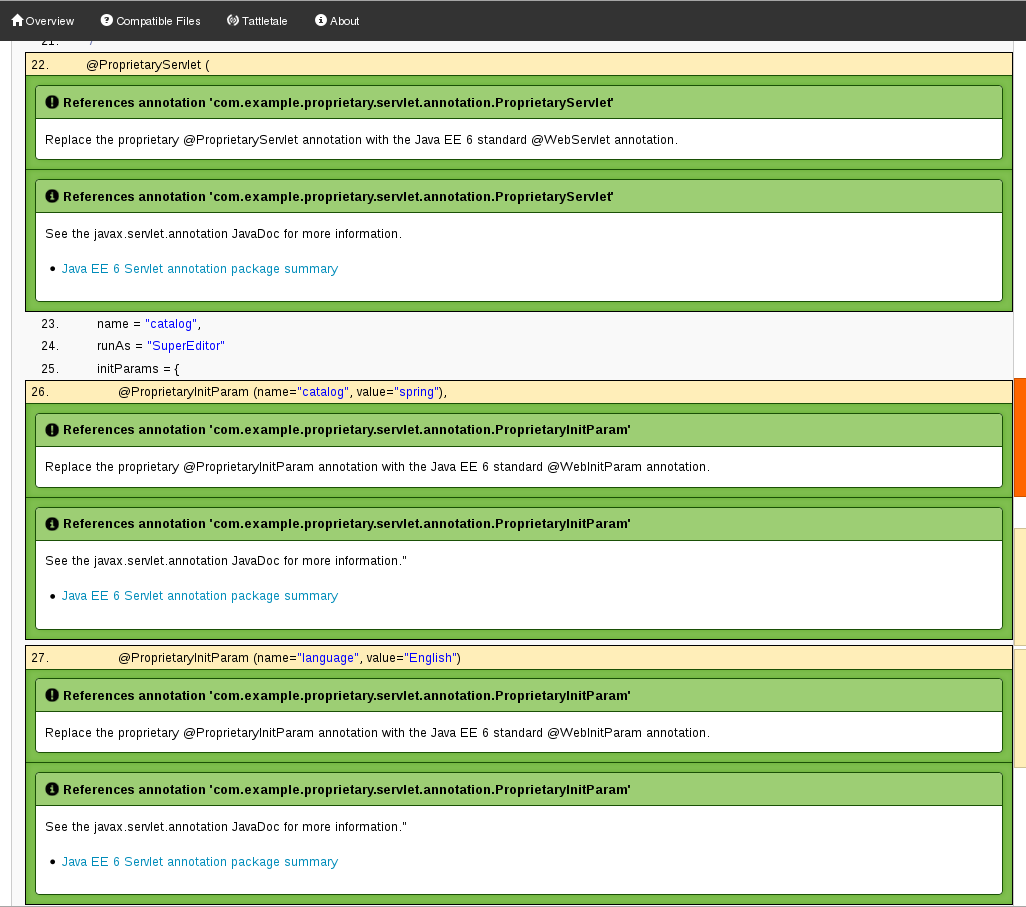 Overview Compatible Files Tattletale About
21. /
22. @ProprietaryServlet (
References annotation 'com.example.proprietary.servlet.annotation.ProprietaryServlet'
Replace the proprietary @ProprietaryServlet annotation with the Java EE 6 standard @WebServlet annotation.
References annotation 'com.example.proprietary.servlet.annotation.ProprietaryServlet'
See the javax.servlet.annotation JavaDoc for more information.
• Java EE 6 Servlet annotation package summary
23. name = "catalog",
24. runAs = "SuperEditor"
25. initParams = {
26. @ProprietaryInitParam (name="catalog", value="spring"),
References annotation 'com.example.proprietary.servlet.annotation.ProprietaryInitParam'
Replace the proprietary @ProprietaryInitParam annotation with the Java EE 6 standard @WebInitParam annotation.
References annotation 'com.example.proprietary.servlet.annotation.ProprietaryInitParam'
See the javax.servlet.annotation JavaDoc for more information."
• Java EE 6 Servlet annotation package summary
27. @ProprietaryInitParam (name="language", value="English")
References annotation 'com.example.proprietary.servlet.annotation.ProprietaryInitParam'
Replace the proprietary @ProprietaryInitParam annotation with the Java EE 6 standard @WebInitParam annotation.
References annotation 'com.example.proprietary.servlet.annotation.ProprietaryInitParam'
See the javax.servlet.annotation JavaDoc for more information."
• Java EE 6 Servlet annotation package summary